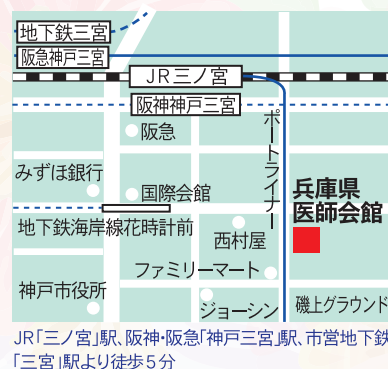 地下鉄三宮
阪急神戸三宮
JR三ノ宮
阪神神戸三宮
阪急
ポートライナー
みずほ銀行
国際会館
兵庫県
医師会館
地下鉄海岸線花時計前
西村屋
ファミリーマート
神戸市役所
ジョーシン
磯上グラウンド
JR「三ノ宮」駅、阪神・阪急「神戸三宮」駅、市営地下鉄
「三宮」駅より徒歩5分